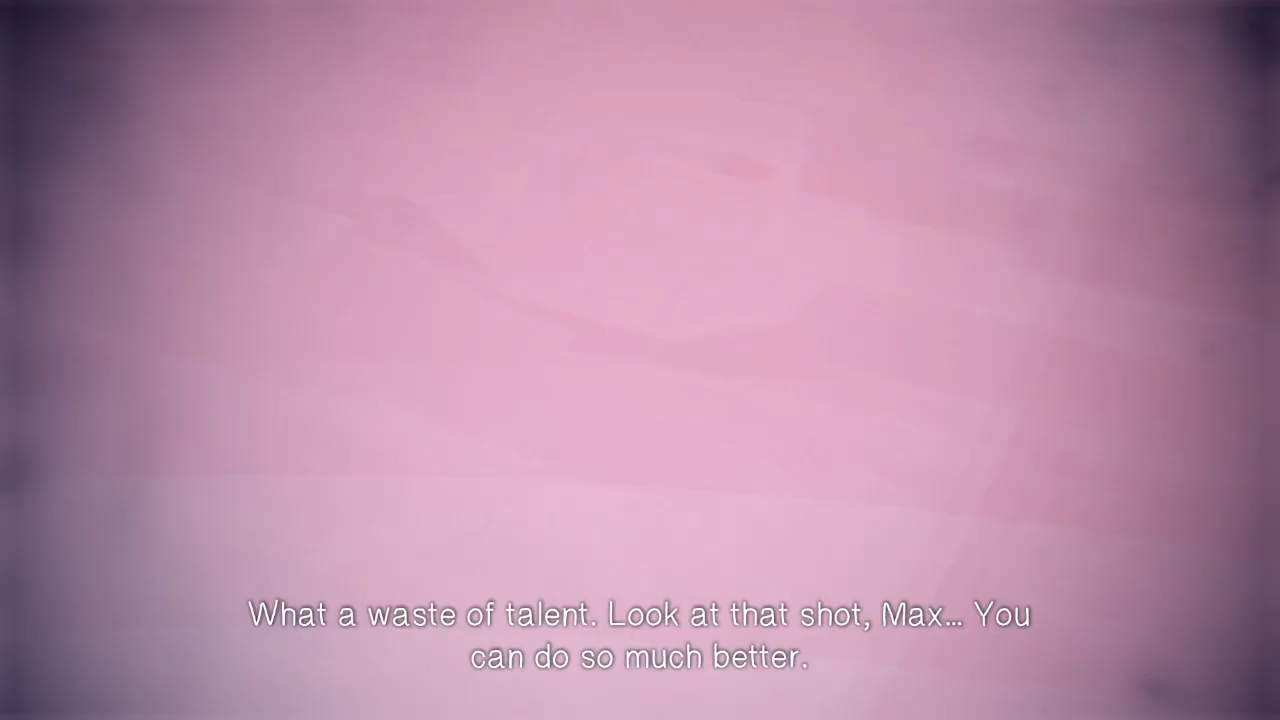 What a waste of talent. Look at that shot, Max... You
can do so much better.